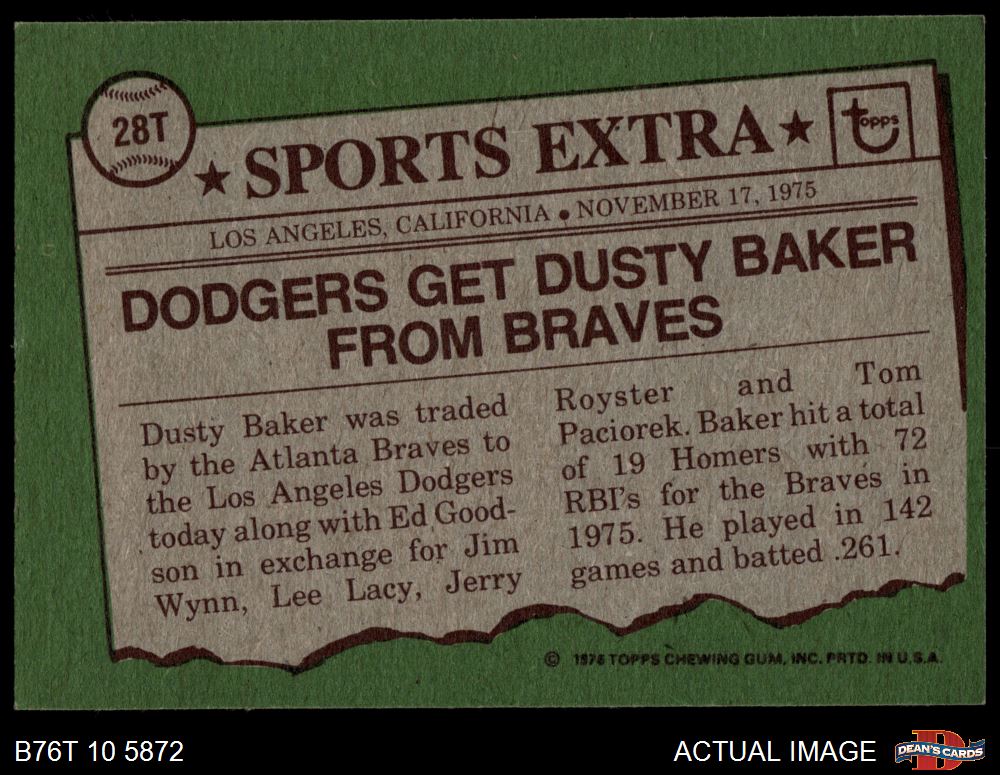 28T
★ SPORTS EXTRA ★
Topps
LOS ANGELES, CALIFORNIA • NOVEMBER 17, 1975
DODGERS GET DUSTY BAKER
FROM BRAVES
Dusty Baker was traded
by the Atlanta Braves to
the Los Angeles Dodgers
today along with Ed Good-
son in exchange for Jim
Wynn, Lee Lacy, Jerry
Royster and Tom
Paciorek. Baker hit a total
of 19 Homers with 72
RBI's for the Braves in
1975. He played in 142
games and batted .261.
© 1976 TOPPS CHEWING GUM, INC. PRTD. IN U.S.A.
B76T 10 5872
ACTUAL IMAGE
DEAN'S CARDS